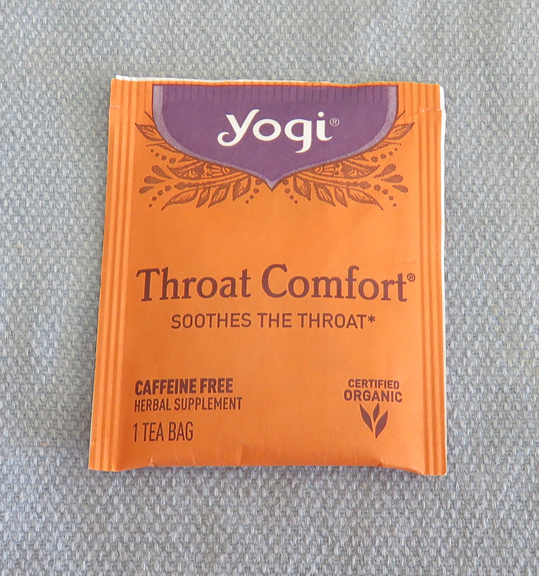 yogi®
Throat Comfort®
SOOTHES THE THROAT*
CAFFEINE FREE
HERBAL SUPPLEMENT
1 TEA BAG
CERTIFIED
ORGANIC